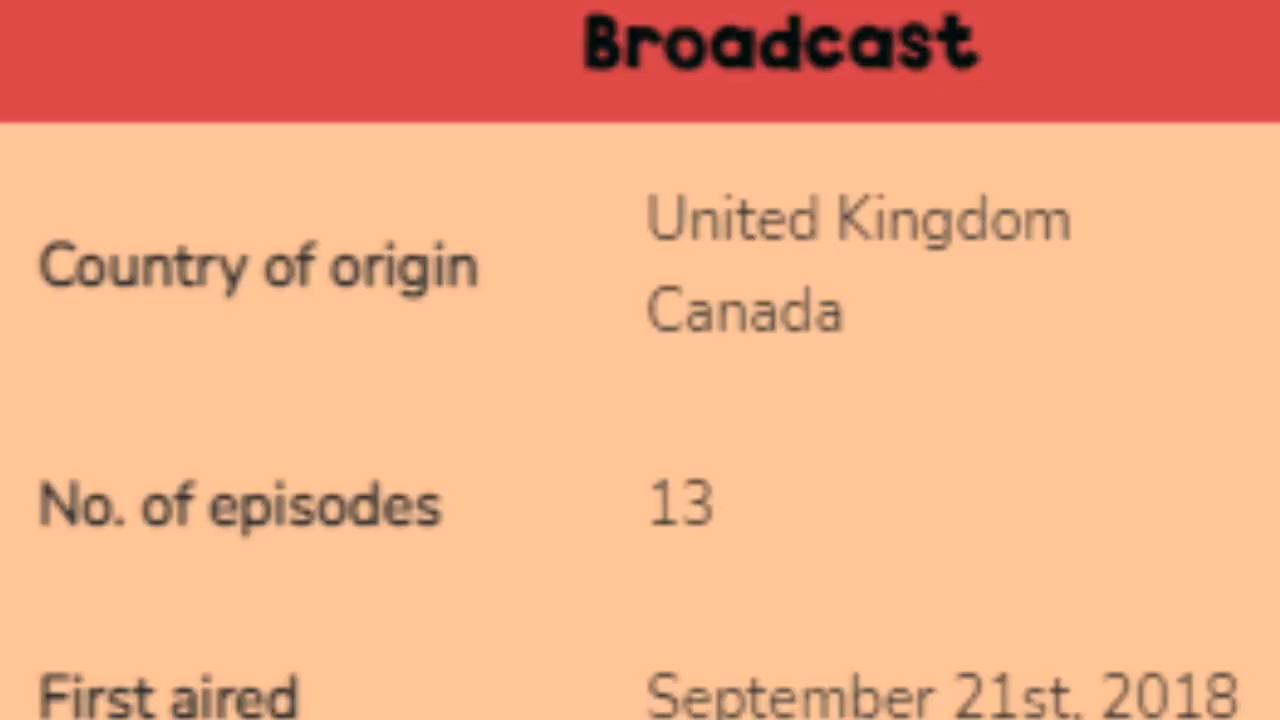 Broadcast
Country of origin
United Kingdom
Canada
No. of episodes
13
First aired
September 21st, 2018